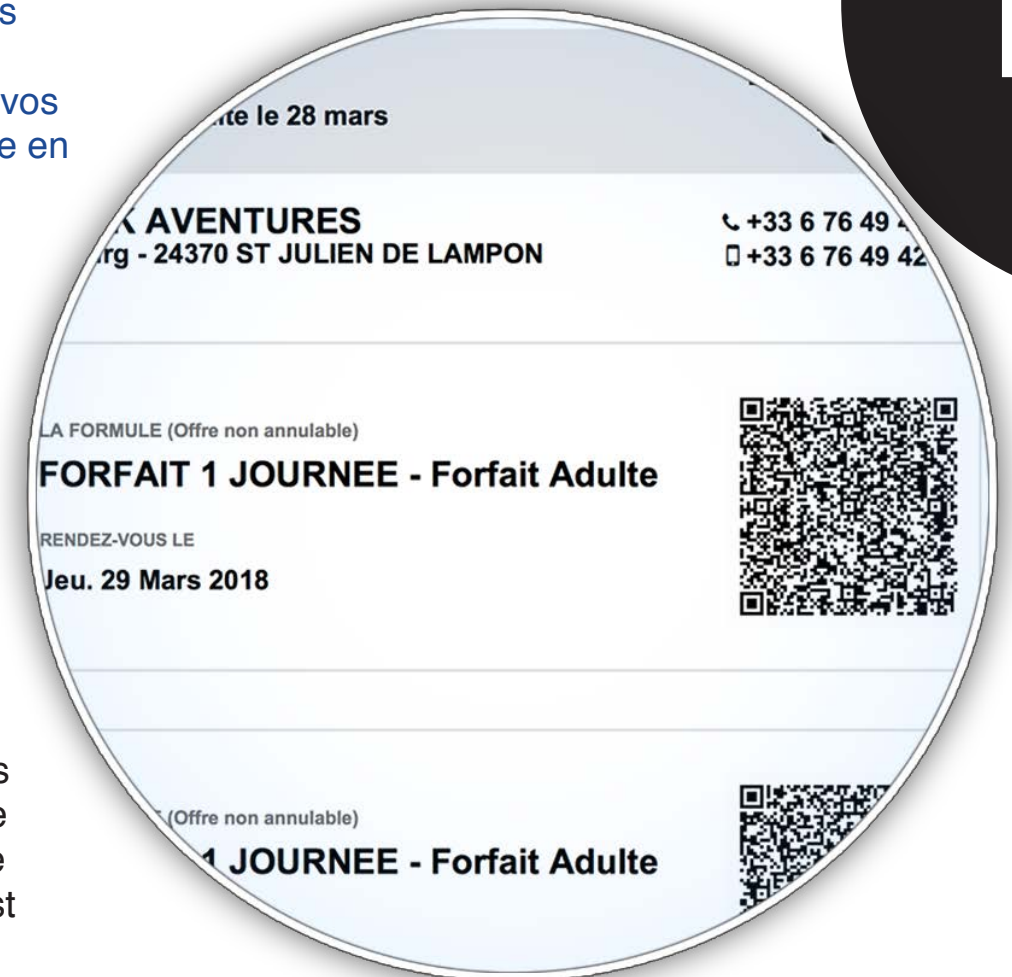 s
vos
e en
le 28 mars
AVENTURES
- 24370 ST JULIEN DE LAMPON
+33 6 76 49
+33 6 76 49 42
LA FORMULE (Offre non annulable)
FORFAIT 1 JOURNEE - Forfait Adulte
RENDEZ-VOUS LE
Jeu. 29 Mars 2018
(Offre non annulable)
1 JOURNEE - Forfait Adulte
s
e
e
st